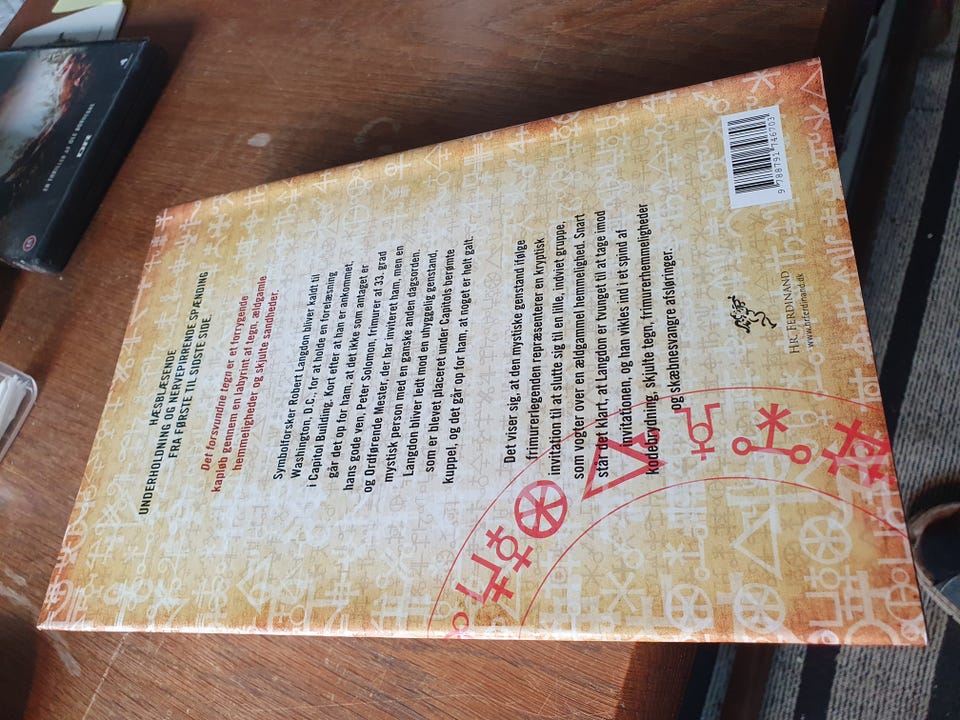 HÆSBLÆSENDE
UNDERHOLDNING OG NERVEPIRRENDE SPÆNDING
FRA FØRSTE TIL SIDSTE SIDE.
Det forsvundne tegn er et forrygende
kapløb gennem en labyrint af tegn, ældgamle
hemmeligheder og skjulte sandheder.
Symbolforsker Robert Langdon bliver kaldt til
Washington, D.C., for at holde en forelæsning
i Capitol Building. Kort efter at han er ankommet,
går det op for ham, at det ikke som antaget er
hans gode ven, Peter Solomon, frimurer af 33. grad
og Ordførende Mester, der har inviteret ham, men en
mystisk person med en ganske anden dagsorden.
Langdon bliver ledt mod en uhyggelig genstand,
som er blevet placeret under Capitols berømte
kuppel, og det går op for ham, at noget er helt galt.
Det viser sig, at den mystiske genstand ifølge
frimurerlegenden repræsenterer en kryptisk
invitation til at slutte sig til en lille, indviet gruppe,
som vogter over en ældgammel hemmelighed. Snart
står det klart, at Langdon er tvunget til at tage imod
invitationen, og han vikles ind i et spind af
kodebrydning, skjulte tegn, frimurerhemmeligheder
og skæbnesvangre afsløringer.
HR. FERDINAND
www.hrferdinand.dk
9 788791 746703
EN THRILLER AF OLE BORNEDAL